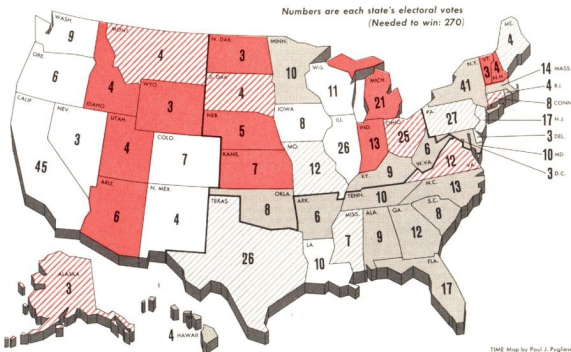 Numbers are each state's electoral votes
(Needed to win: 270)
WASH.
9
ORE.
6
CALIF.
45
NEV.
3
IDAHO
4
MONT.
4
WYO.
3
UTAH
4
ARIZ.
6
COLO.
7
N. MEX.
4
N. DAK.
3
S. DAK.
4
NEB.
5
KANS.
7
OKLA.
8
TEXAS
26
MINN.
10
IOWA
8
MO.
12
ARK.
6
LA.
10
WIS.
11
ILL.
26
MICH.
21
IND.
13
OHIO
25
KY.
9
TENN.
10
MISS.
7
ALA.
9
GA.
12
FLA.
17
S.C.
8
N.C.
13
VA.
12
W.VA.
6
PA.
27
N.Y.
41
VT.
3
N.H.
4
ME.
4
14 MASS.
4 R.I.
8 CONN.
17 N.J.
3 DEL.
10 MD.
3 D.C.
ALASKA
3
4 HAWAII
TIME Map by Paul J. Pugliese